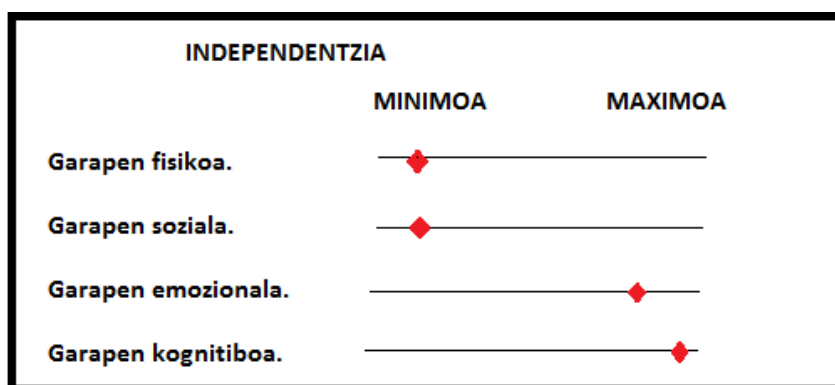 INDEPENDENTZIA
MINIMOA MAXIMOA
Garapen fisikoa.
Garapen soziala.
Garapen emozionala.
Garapen kognitiboa.